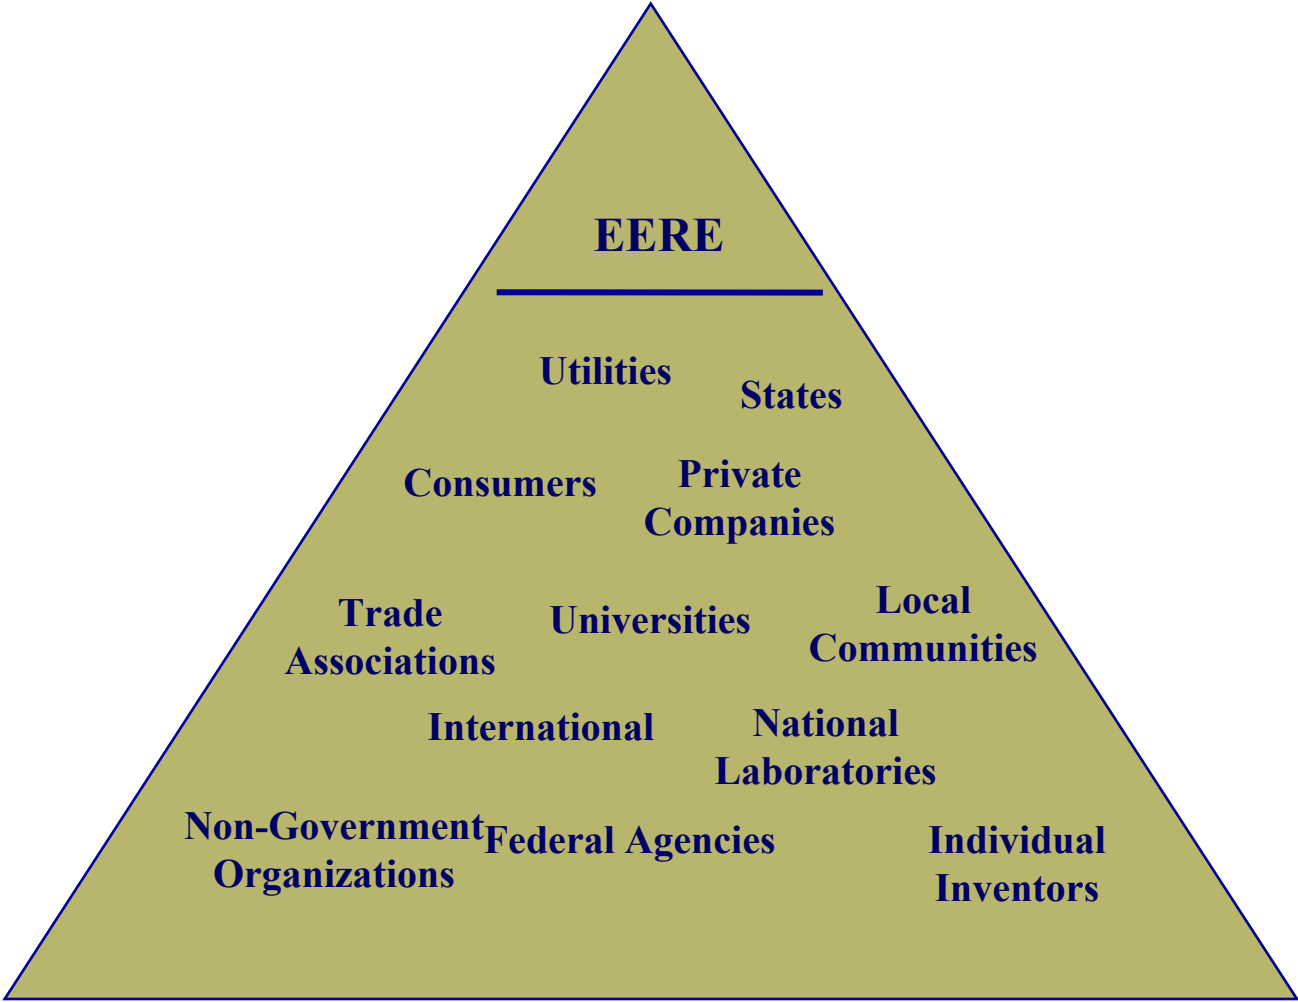 EERE
Utilities
States
Consumers
Private
Companies
Trade
Associations
Universities
Local
Communities
International
National
Laboratories
Non-Government
Organizations
Federal Agencies
Individual
Inventors